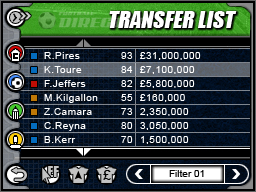 TRANSFER LIST
R.Pires 93 £31,000,000
K.Toure 84 £7,100,000
F.Jeffers 82 £5,800,000
M.Kilgallon 55 £160,000
Z.Camara 73 2,350,000
C.Reyna 80 3,050,000
B.Kerr 70 1,500,000
Filter 01